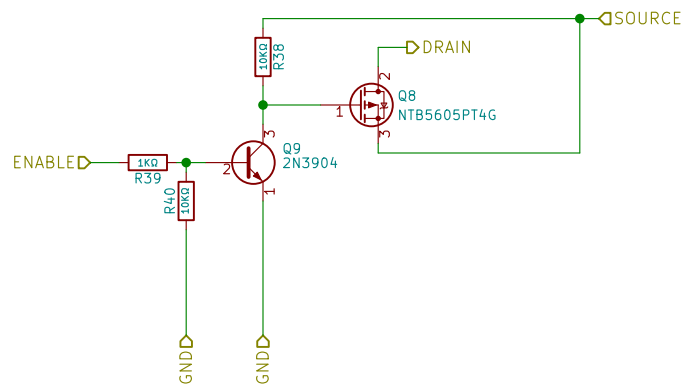 SOURCE
10KΩ
R38
DRAIN
2
Q8
NTB5605PT4G
1
3
3
Q9
2N3904
ENABLE
1KΩ
R39
2
1
R40
10KΩ
GND
GND